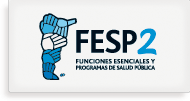 FESP2
FUNCIONES ESENCIALES Y
PROGRAMAS DE SALUD PÚBLICA